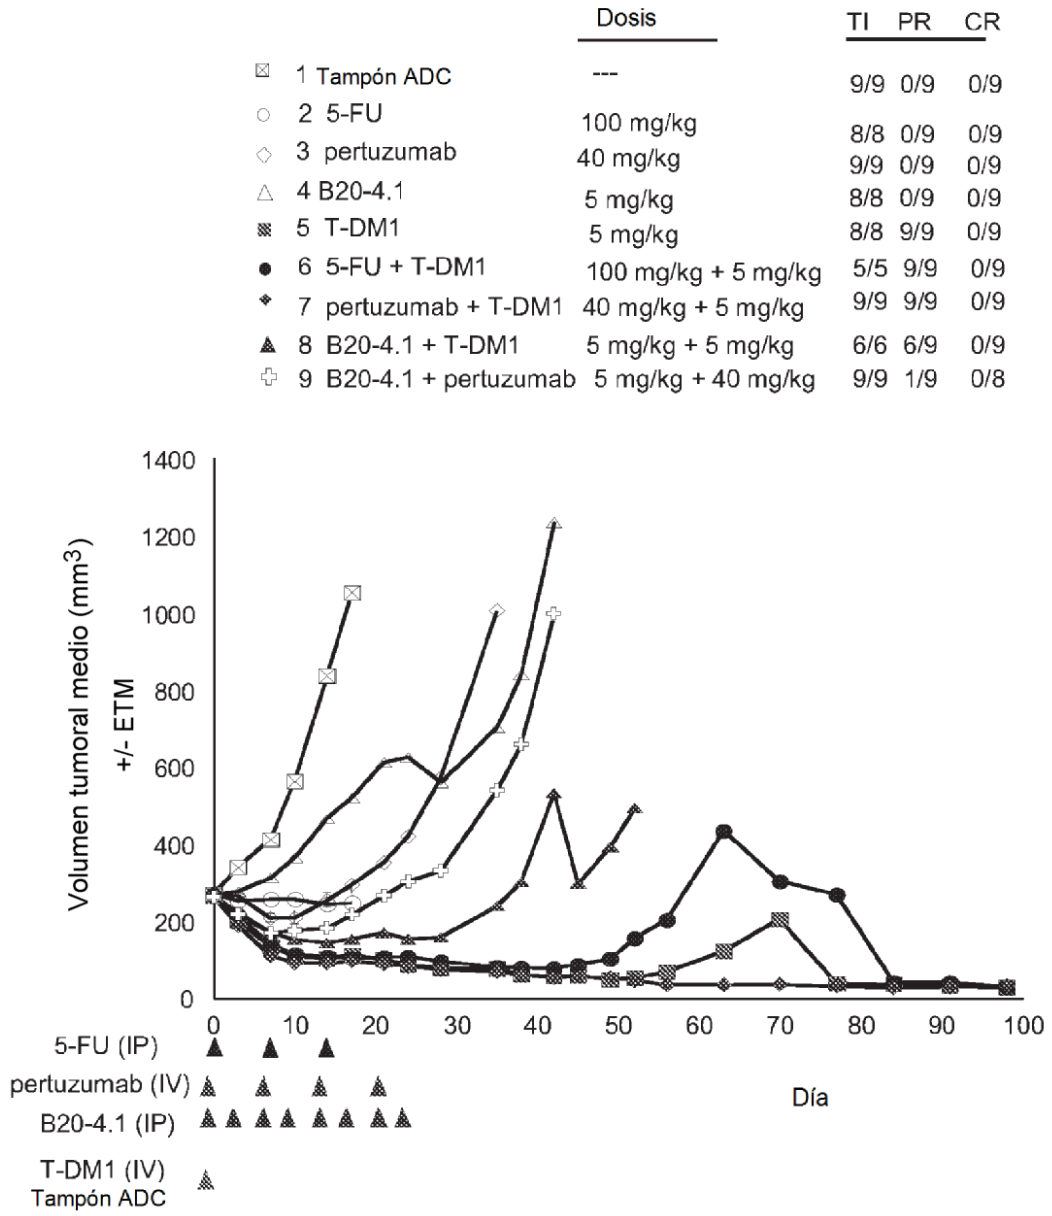 Dosis TI PR CR
1 Tampón ADC --- 9/9 0/9 0/9
2 5-FU 100 mg/kg 8/8 0/9 0/9
3 pertuzumab 40 mg/kg 9/9 0/9 0/9
4 B20-4.1 5 mg/kg 8/8 0/9 0/9
5 T-DM1 5 mg/kg 8/8 9/9 0/9
6 5-FU + T-DM1 100 mg/kg + 5 mg/kg 5/5 9/9 0/9
7 pertuzumab + T-DM1 40 mg/kg + 5 mg/kg 9/9 9/9 0/9
8 B20-4.1 + T-DM1 5 mg/kg + 5 mg/kg 6/6 6/9 0/9
9 B20-4.1 + pertuzumab 5 mg/kg + 40 mg/kg 9/9 1/9 0/8
Volumen tumoral medio (mm³)
+/- ETM
1400
1200
1000
800
600
400
200
0
0 10 20 30 40 50 60 70 80 90 100
Día
5-FU (IP)
pertuzumab (IV)
B20-4.1 (IP)
T-DM1 (IV)
Tampón ADC